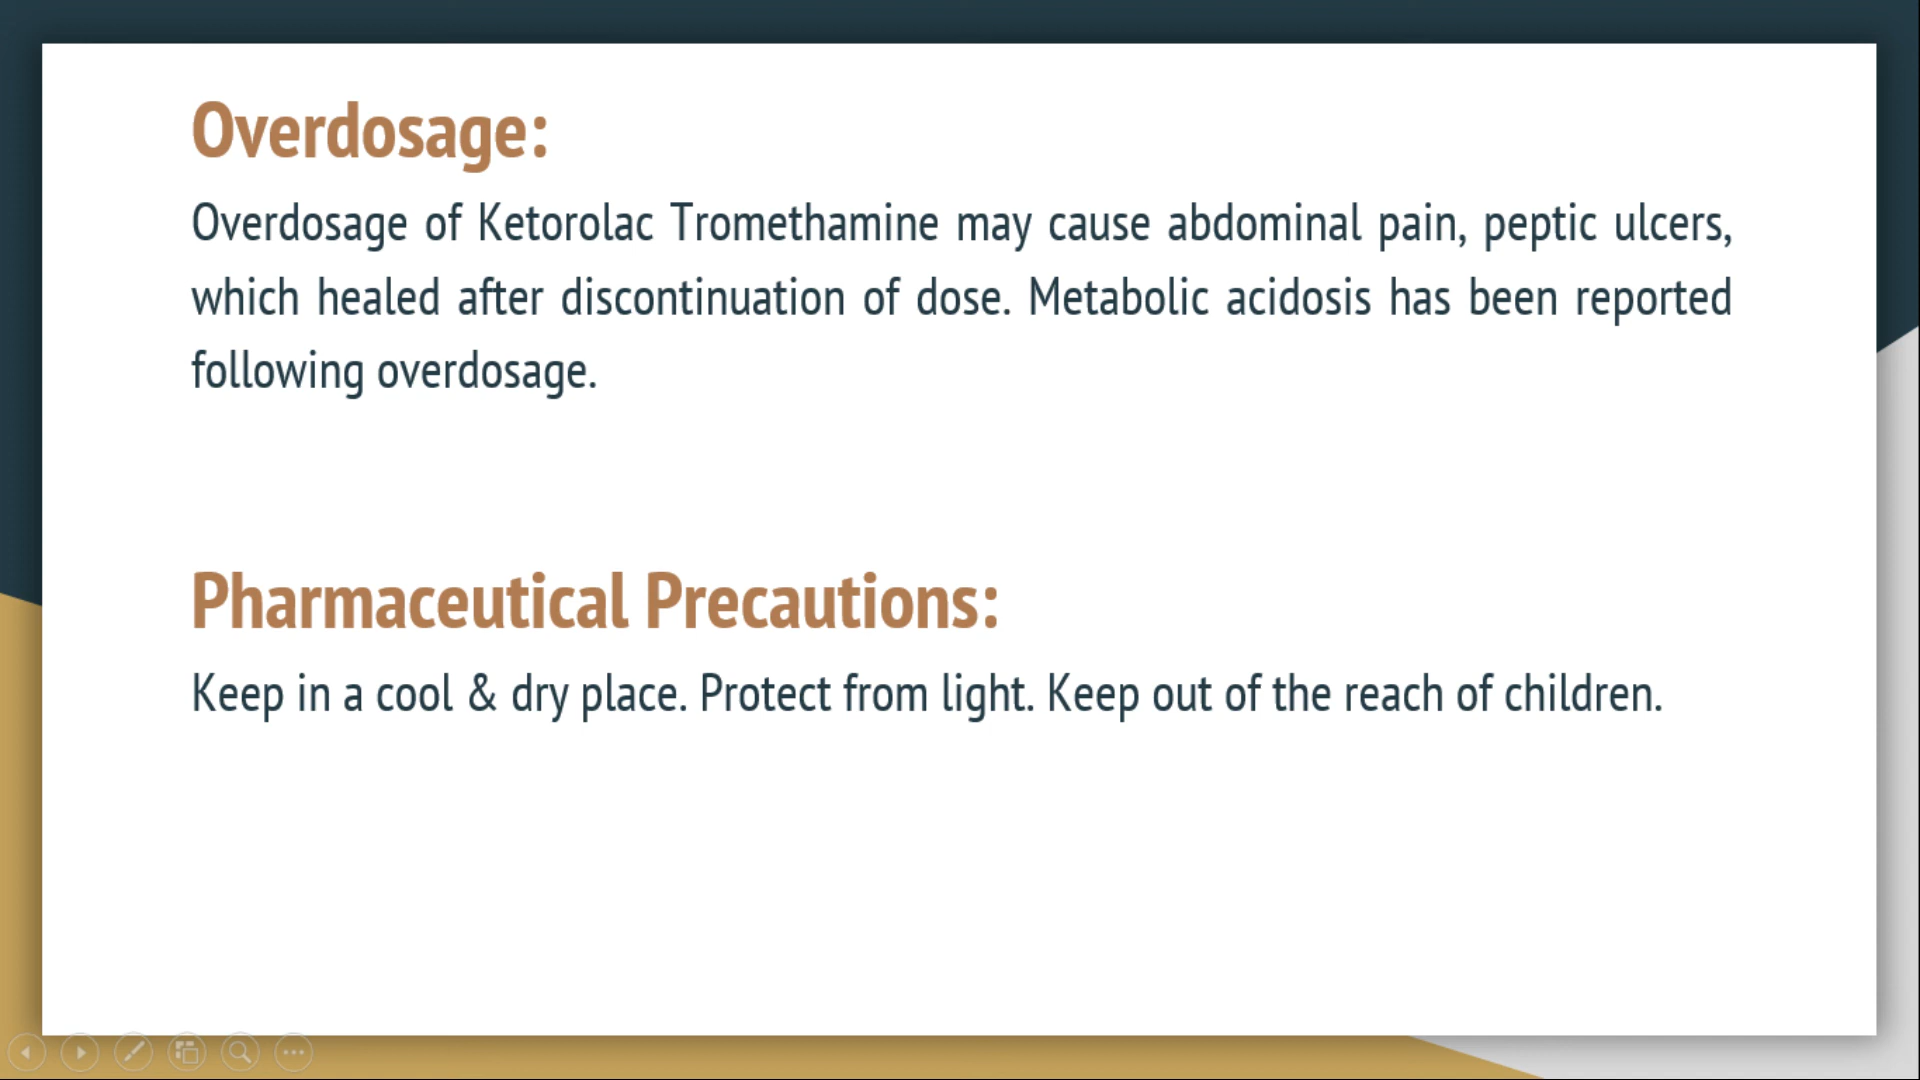 Overdosage:
Overdosage of Ketorolac Tromethamine may cause abdominal pain, peptic ulcers,
which healed after discontinuation of dose. Metabolic acidosis has been reported
following overdosage.
Pharmaceutical Precautions:
Keep in a cool & dry place. Protect from light. Keep out of the reach of children.